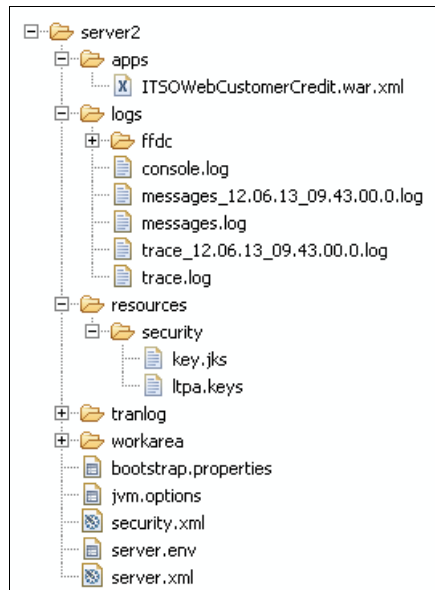 server2
apps
ITSOWebCustomerCredit.war.xml
logs
ffdc
console.log
messages_12.06.13_09.43.00.0.log
messages.log
trace_12.06.13_09.43.00.0.log
trace.log
resources
security
key.jks
ltpa.keys
tranlog
workarea
bootstrap.properties
jvm.options
security.xml
server.env
server.xml